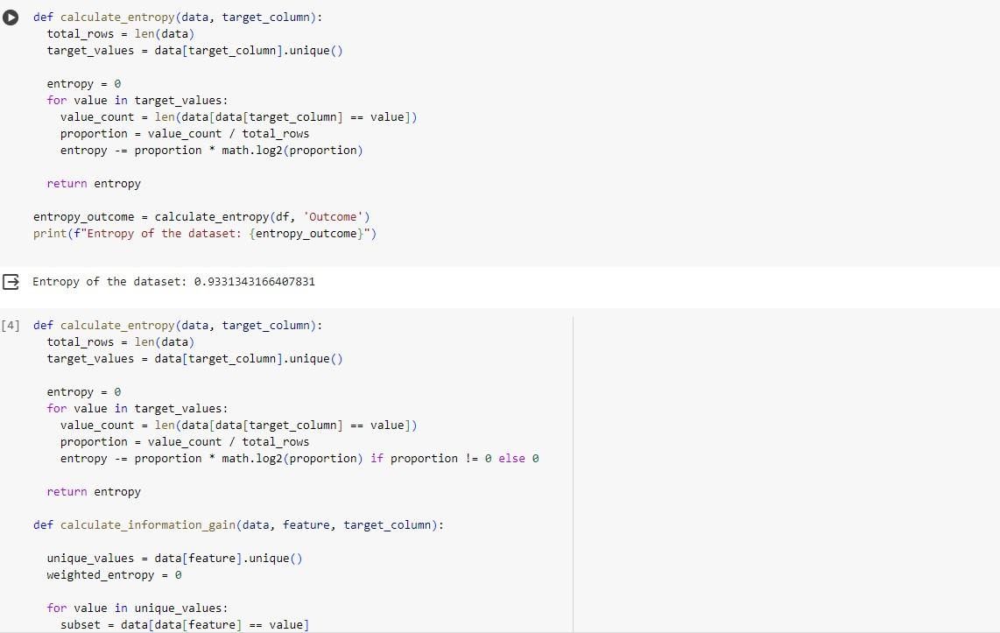 def calculate_entropy(data, target_column):
  total_rows = len(data)
  target_values = data[target_column].unique()

  entropy = 0
  for value in target_values:
    value_count = len(data[data[target_column] == value])
    proportion = value_count / total_rows
    entropy -= proportion * math.log2(proportion)

  return entropy

entropy_outcome = calculate_entropy(df, 'Outcome')
print(f"Entropy of the dataset: {entropy_outcome}")

Entropy of the dataset: 0.9331343166407831

[4] def calculate_entropy(data, target_column):
  total_rows = len(data)
  target_values = data[target_column].unique()

  entropy = 0
  for value in target_values:
    value_count = len(data[data[target_column] == value])
    proportion = value_count / total_rows
    entropy -= proportion * math.log2(proportion) if proportion != 0 else 0

  return entropy

def calculate_information_gain(data, feature, target_column):

  unique_values = data[feature].unique()
  weighted_entropy = 0

  for value in unique_values:
    subset = data[data[feature] == value]